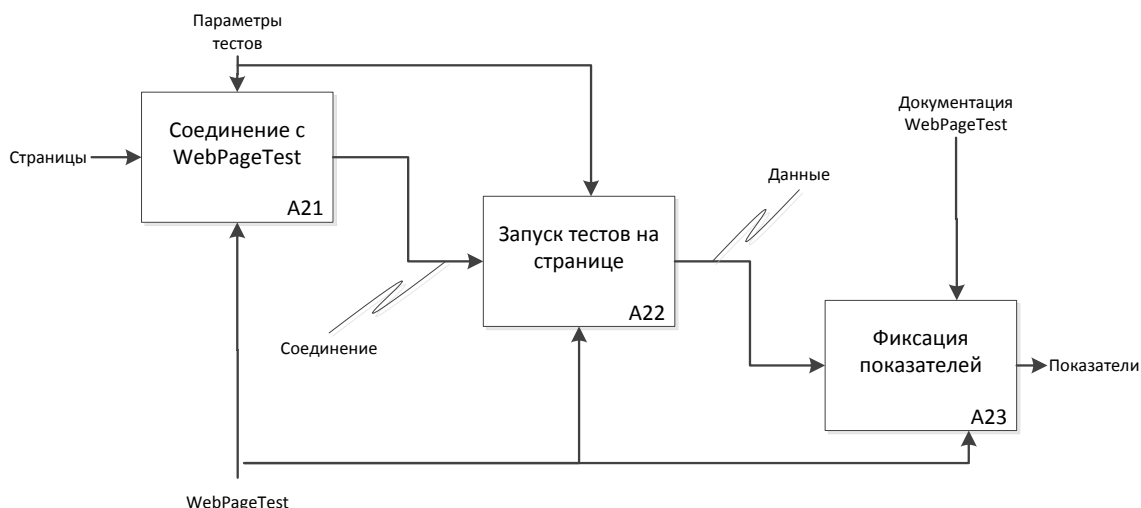 Параметры
тестов
Документация
WebPageTest
Соединение с
WebPageTest
A21
Страницы
Данные
Запуск тестов на
странице
A22
Соединение
Фиксация
показателей
A23
Показатели
WebPageTest